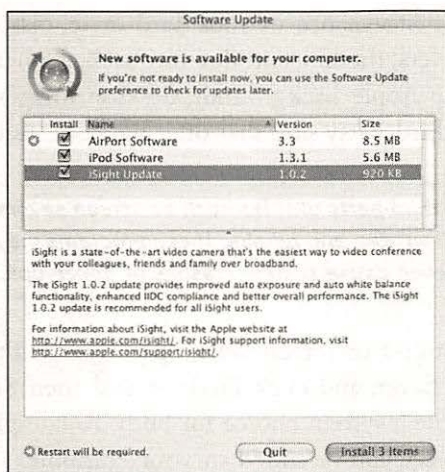 Software Update
New software is available for your computer.
If you're not ready to install now, you can use the Software Update
preference to check for updates later.
Install Name Version Size
AirPort Software 3.3 8.5 MB
iPod Software 1.3.1 5.6 MB
iSight Update 1.0.2 920 KB
iSight is a state-of-the-art video camera that's the easiest way to video conference
with your colleagues, friends and family over broadband.
The iSight 1.0.2 update provides improved auto exposure and auto white balance
functionality, enhanced IIDC compliance and better overall performance. The iSight
1.0.2 update is recommended for all iSight users.
For information about iSight, visit the Apple website at
http://www.apple.com/isight/. For iSight support information, visit
http://www.apple.com/support/isight/.
Restart will be required. Quit Install 3 Items